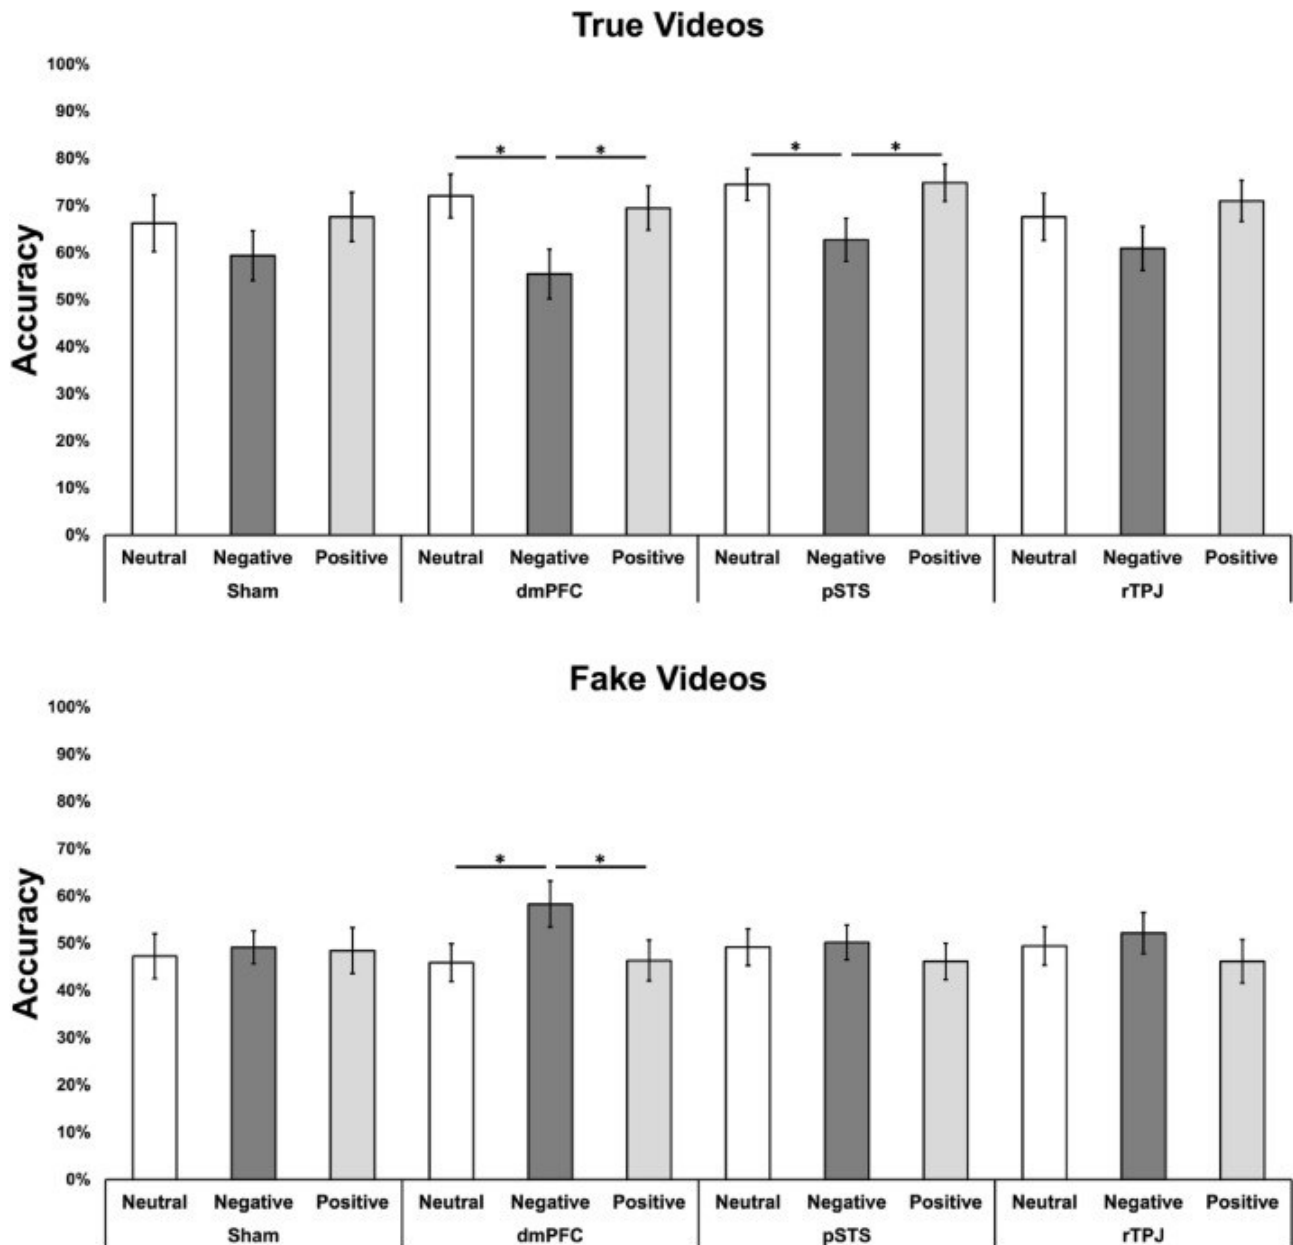 True Videos
100%
90%
80%
70%
60%
50%
40%
30%
20%
10%
0%
Accuracy
* * * *
Neutral Negative Positive Neutral Negative Positive Neutral Negative Positive Neutral Negative Positive
Sham dmPFC pSTS rTPJ
Fake Videos
100%
90%
80%
70%
60%
50%
40%
30%
20%
10%
0%
Accuracy
* *
Neutral Negative Positive Neutral Negative Positive Neutral Negative Positive Neutral Negative Positive
Sham dmPFC pSTS rTPJ